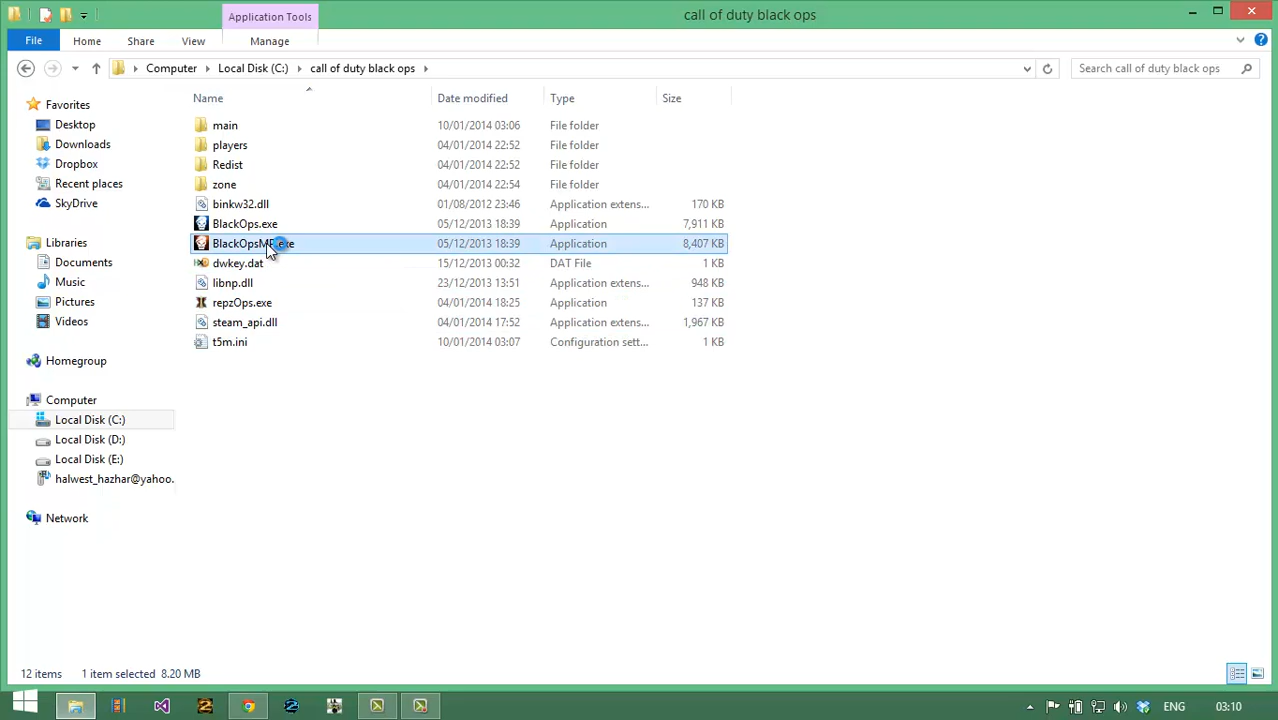 Application Tools
call of duty black ops
File Home Share View Manage
Computer Local Disk (C:) call of duty black ops
Search call of duty black ops
Name Date modified Type Size
Favorites
Desktop
Downloads
Dropbox
Recent places
SkyDrive
Libraries
Documents
Music
Pictures
Videos
Homegroup
Computer
Local Disk (C:)
Local Disk (D:)
Local Disk (E:)
halwest_hazhar@yahoo.
Network
main 10/01/2014 03:06 File folder
players 04/01/2014 22:52 File folder
Redist 04/01/2014 22:52 File folder
zone 04/01/2014 22:54 File folder
binkw32.dll 01/08/2012 23:46 Application extens... 170 KB
BlackOps.exe 05/12/2013 18:39 Application 7,911 KB
BlackOpsMP.exe 05/12/2013 18:39 Application 8,407 KB
dwkey.dat 15/12/2013 00:32 DAT File 1 KB
libnp.dll 23/12/2013 13:51 Application extens... 948 KB
repzOps.exe 04/01/2014 18:25 Application 137 KB
steam_api.dll 04/01/2014 17:52 Application extens... 1,967 KB
t5m.ini 10/01/2014 03:07 Configuration sett... 1 KB
12 items 1 item selected 8.20 MB
ENG 03:10